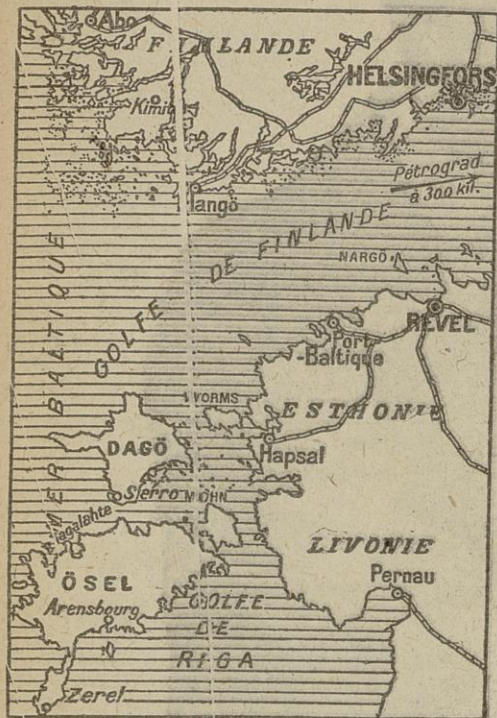 Abo
FINLANDE
HELSINGFORS
Kimito
Pétrograd
à 300 kil.
Hangö
GOLFE DE FINLANDE
NARGÖ
MER BALTIQUE
REVEL
Port
-Baltique
WORMS
ESTHONIE
DAGÖ
Hapsal
Serro
MOHN
Tagalahte
LIVONIE
ÖSEL
Pernau
Arensbourg
GOLFE
DE
RIGA
Zerel